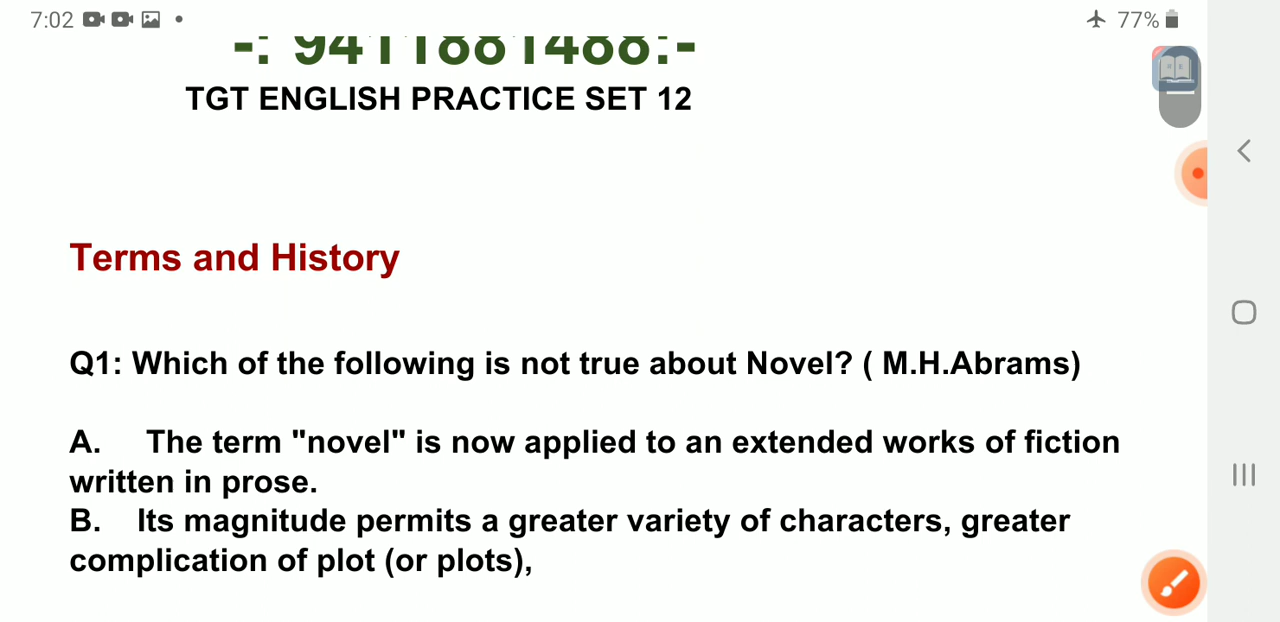 7:02
77%
-: 9411881488:-
TGT ENGLISH PRACTICE SET 12
Terms and History
Q1: Which of the following is not true about Novel? ( M.H.Abrams)
A. The term "novel" is now applied to an extended works of fiction
written in prose.
B. Its magnitude permits a greater variety of characters, greater
complication of plot (or plots),